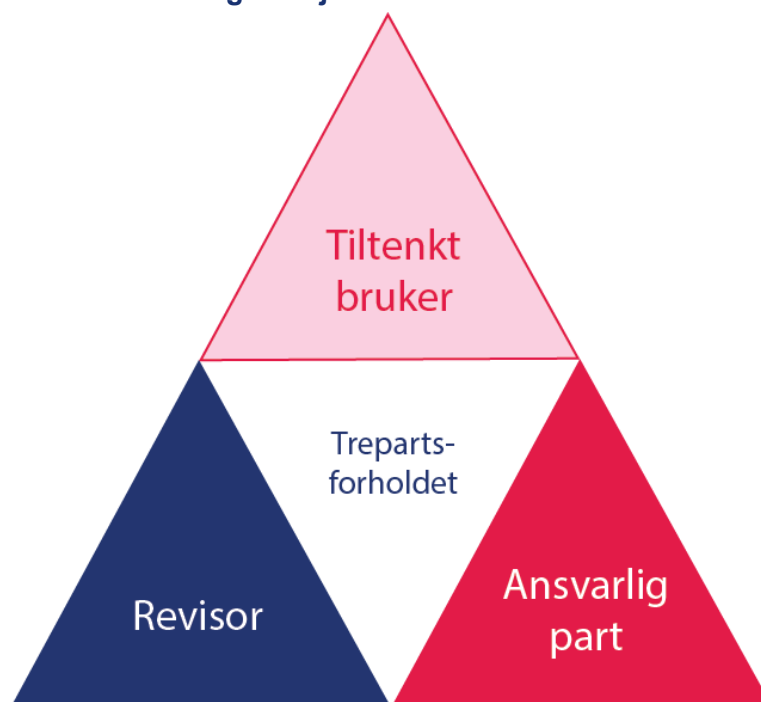 Tiltenkt
bruker
Treparts-
forholdet
Revisor
Ansvarlig
part